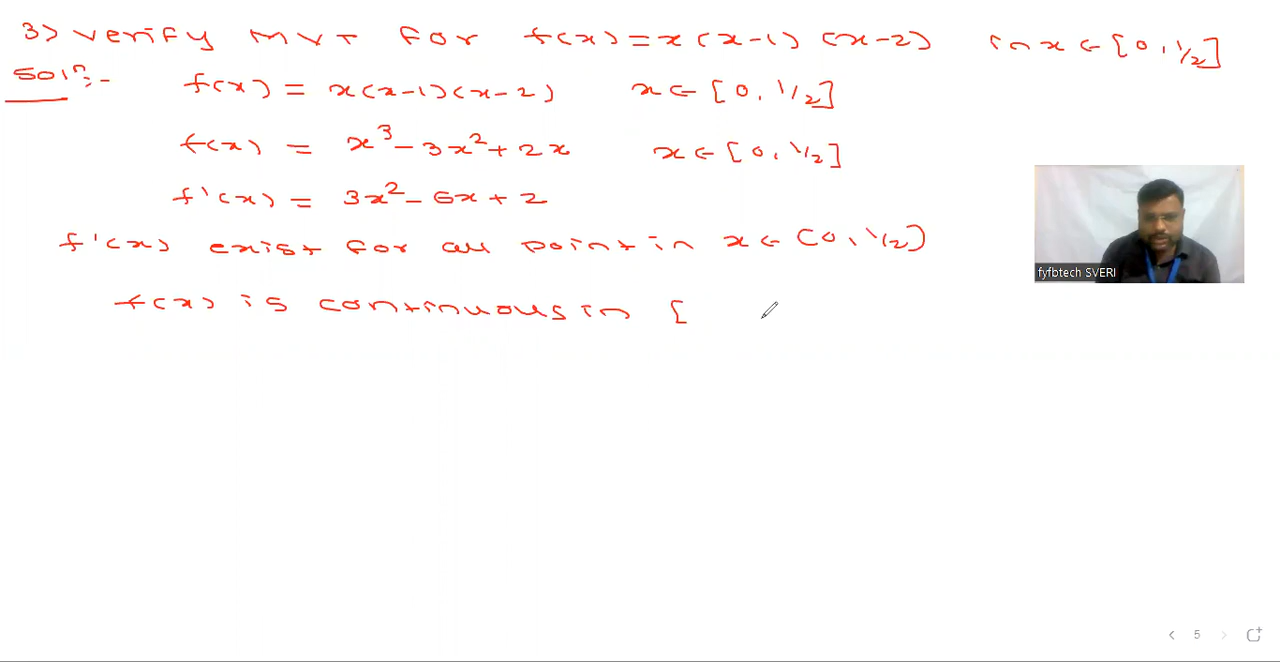 3) verify MVT for f(x) = x(x-1)(x-2) in x ∈ [0, 1/2]
Soln:-
f(x) = x(x-1)(x-2) x ∈ [0, 1/2]
f(x) = x³ - 3x² + 2x x ∈ [0, 1/2]
f'(x) = 3x² - 6x + 2
f'(x) exist for all point in x ∈ (0, 1/2)
fyfbtech SVERI
f(x) is continuous in [
5